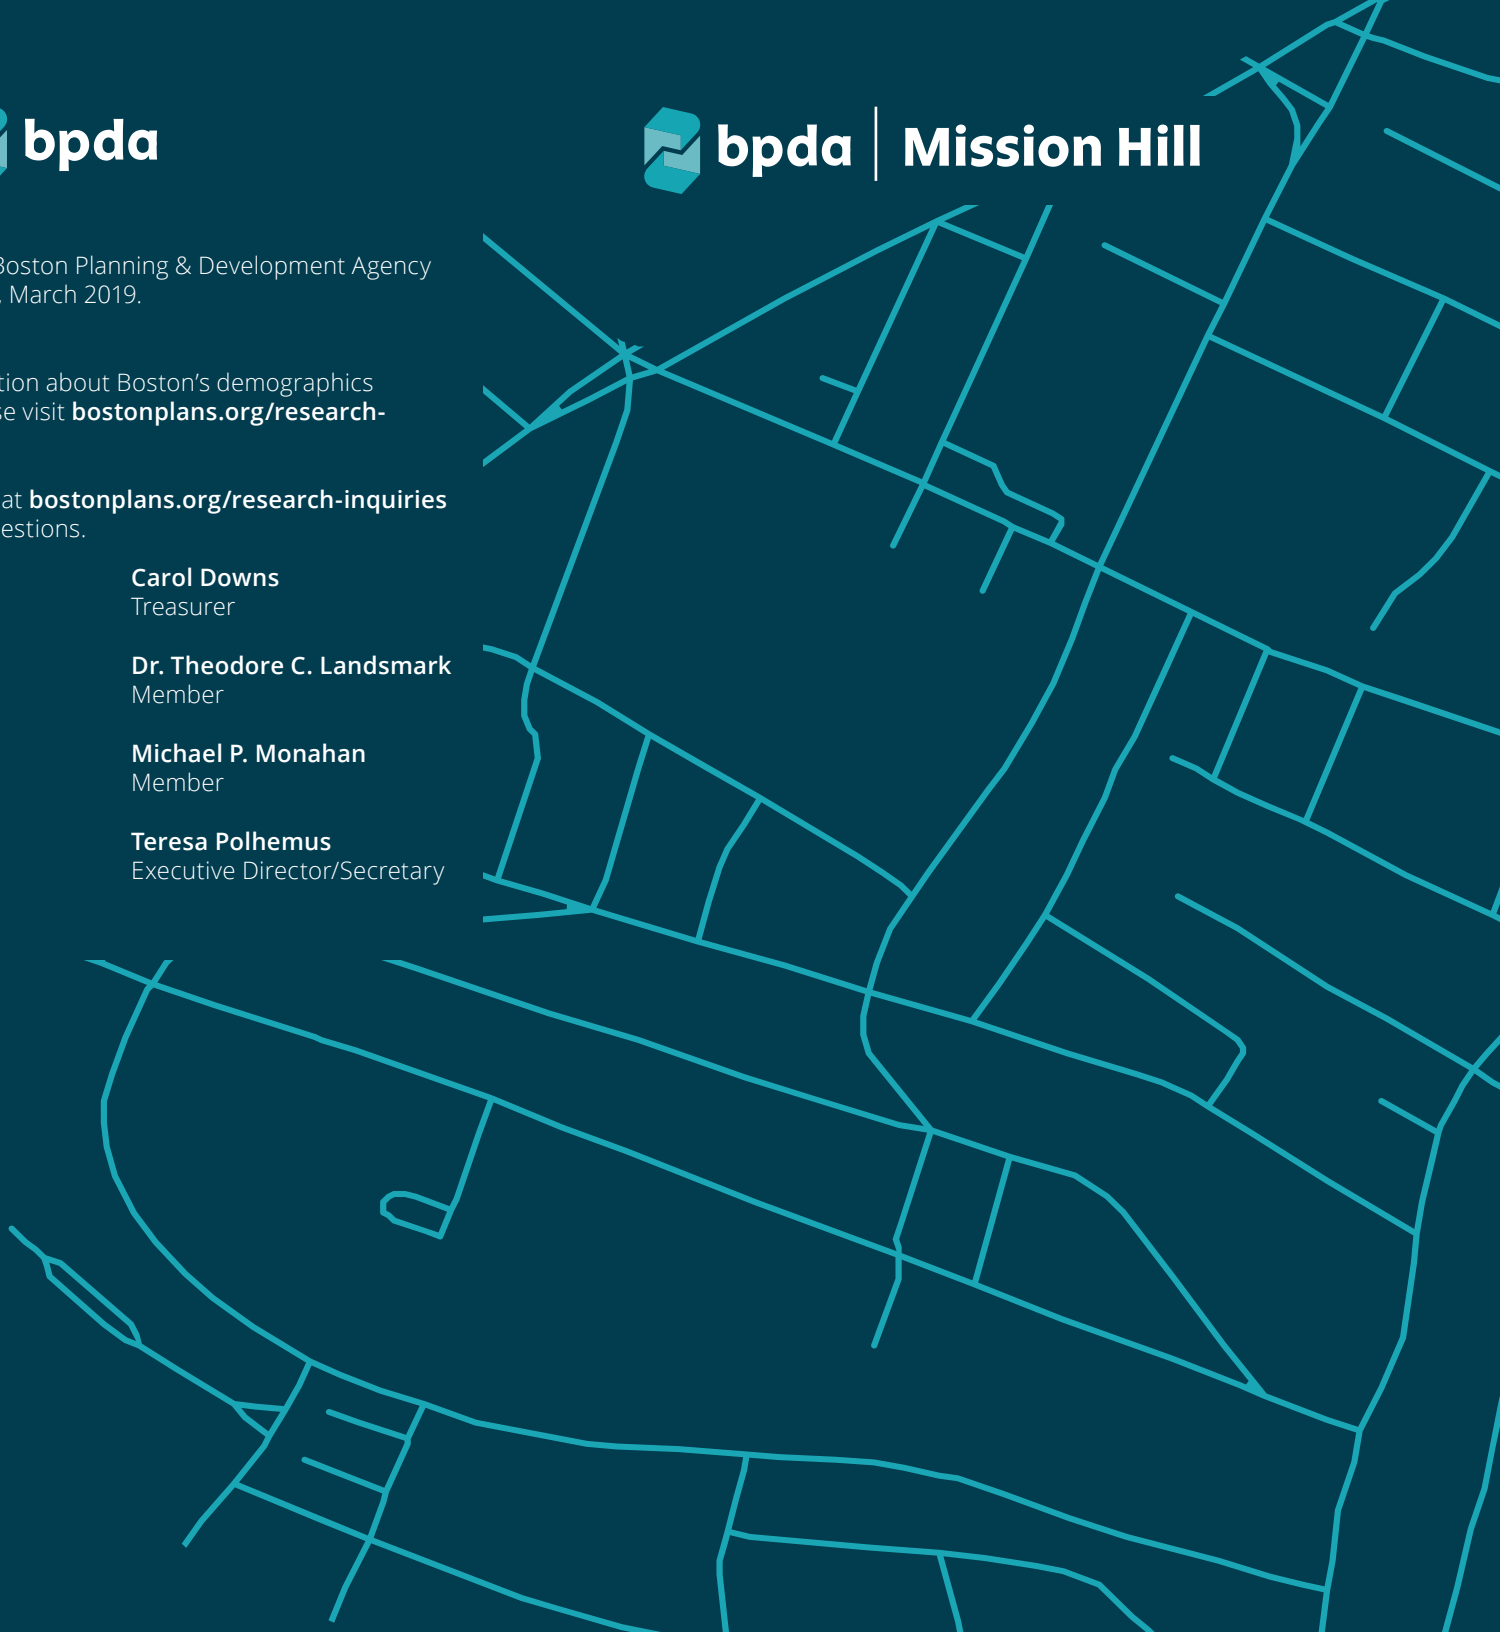 bpda
bpda | Mission Hill
Boston Planning & Development Agency
, March 2019.
tion about Boston’s demographics
se visit bostonplans.org/research-
at bostonplans.org/research-inquiries
estions.
Carol Downs
Treasurer
Dr. Theodore C. Landsmark
Member
Michael P. Monahan
Member
Teresa Polhemus
Executive Director/Secretary